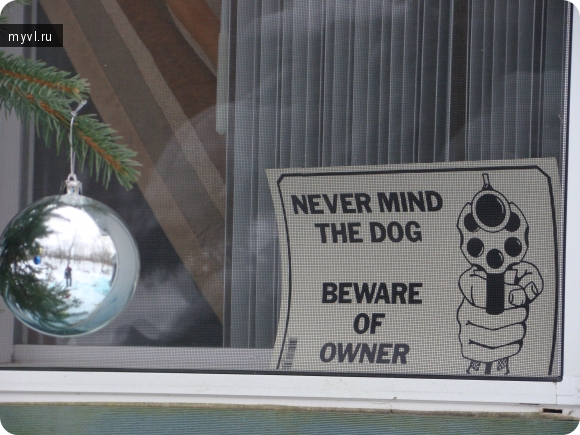 myvl.ru
NEVER MIND
THE DOG
BEWARE
OF
OWNER